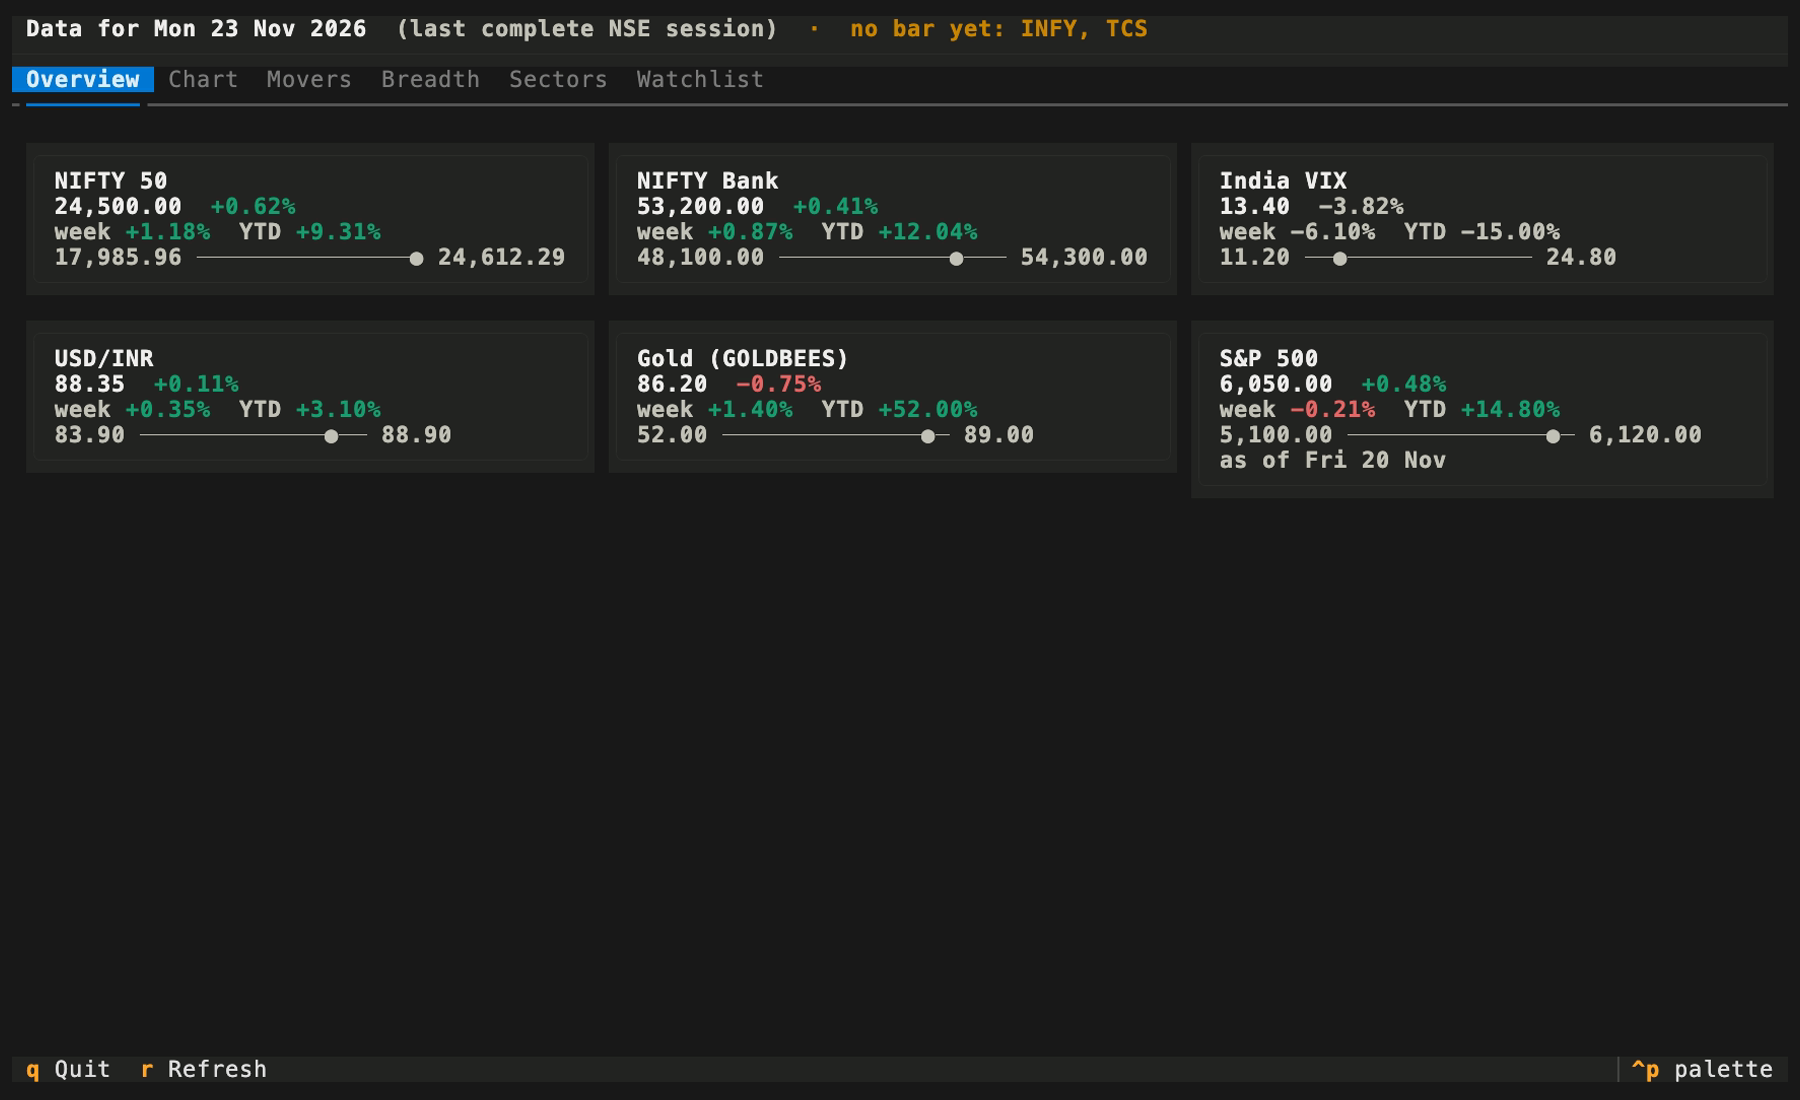 Data for Mon 23 Nov 2026 (last complete NSE session) · no bar yet: INFY, TCS
Overview Chart Movers Breadth Sectors Watchlist
NIFTY 50
24,500.00 +0.62%
week +1.18% YTD +9.31%
17,985.96 24,612.29
NIFTY Bank
53,200.00 +0.41%
week +0.87% YTD +12.04%
48,100.00 54,300.00
India VIX
13.40 −3.82%
week −6.10% YTD −15.00%
11.20 24.80
USD/INR
88.35 +0.11%
week +0.35% YTD +3.10%
83.90 88.90
Gold (GOLDBEES)
86.20 −0.75%
week +1.40% YTD +52.00%
52.00 89.00
S&P 500
6,050.00 +0.48%
week −0.21% YTD +14.80%
5,100.00 6,120.00
as of Fri 20 Nov
q Quit r Refresh ^p palette